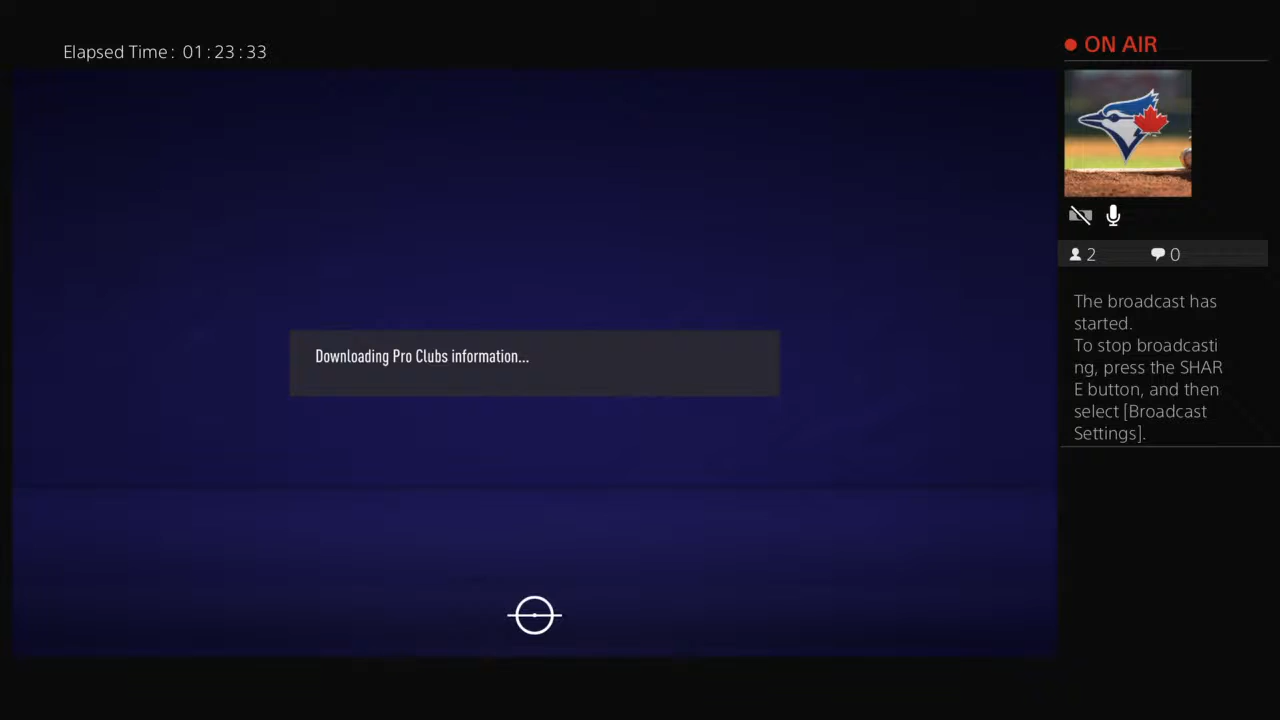 Elapsed Time: 01:23:33
ON AIR
2
0
The broadcast has
started.
To stop broadcasti
ng, press the SHAR
E button, and then
select [Broadcast
Settings].
Downloading Pro Clubs information...